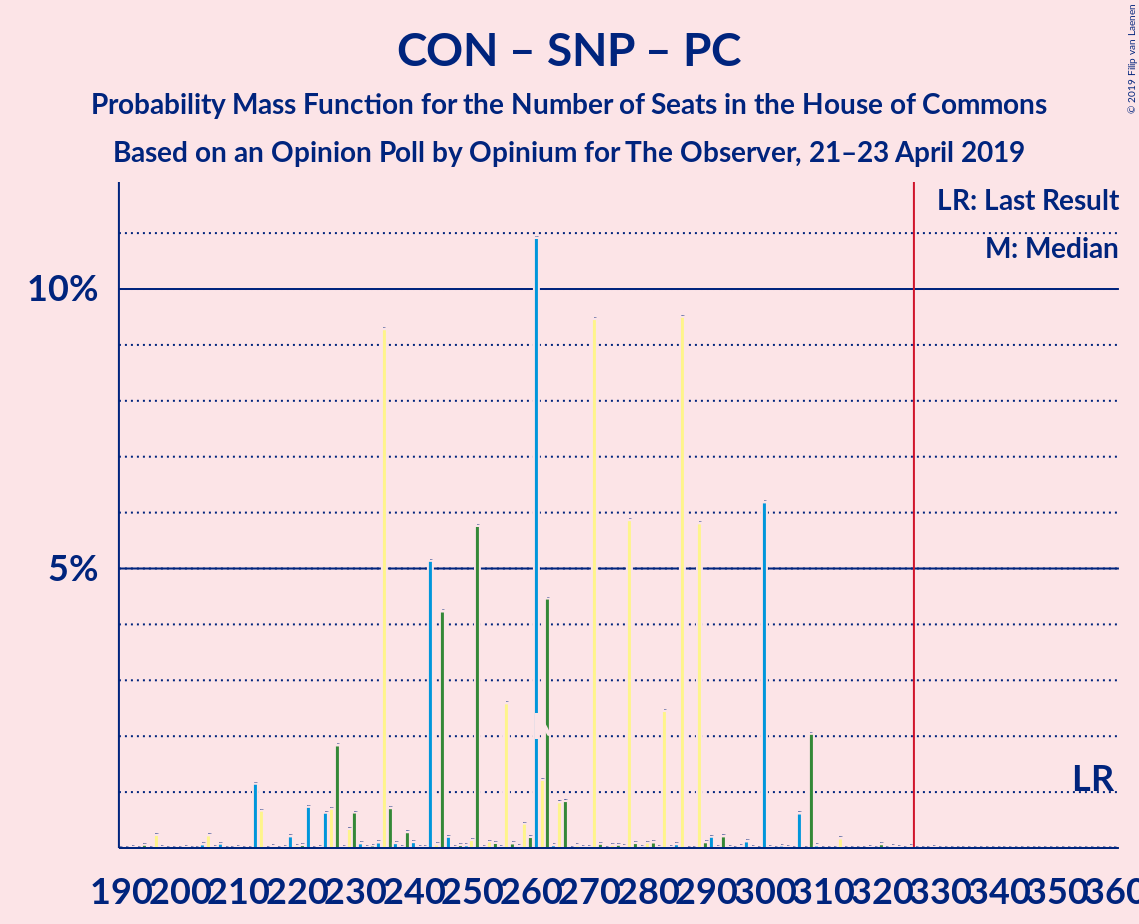 CON – SNP – PC
Probability Mass Function for the Number of Seats in the House of Commons
Based on an Opinion Poll by Opinium for The Observer, 21–23 April 2019
© 2019 Filip van Laenen
LR: Last Result
M: Median
10%
5%
LR
190 200 210 220 230 240 250 260 270 280 290 300 310 320 330 340 350 360